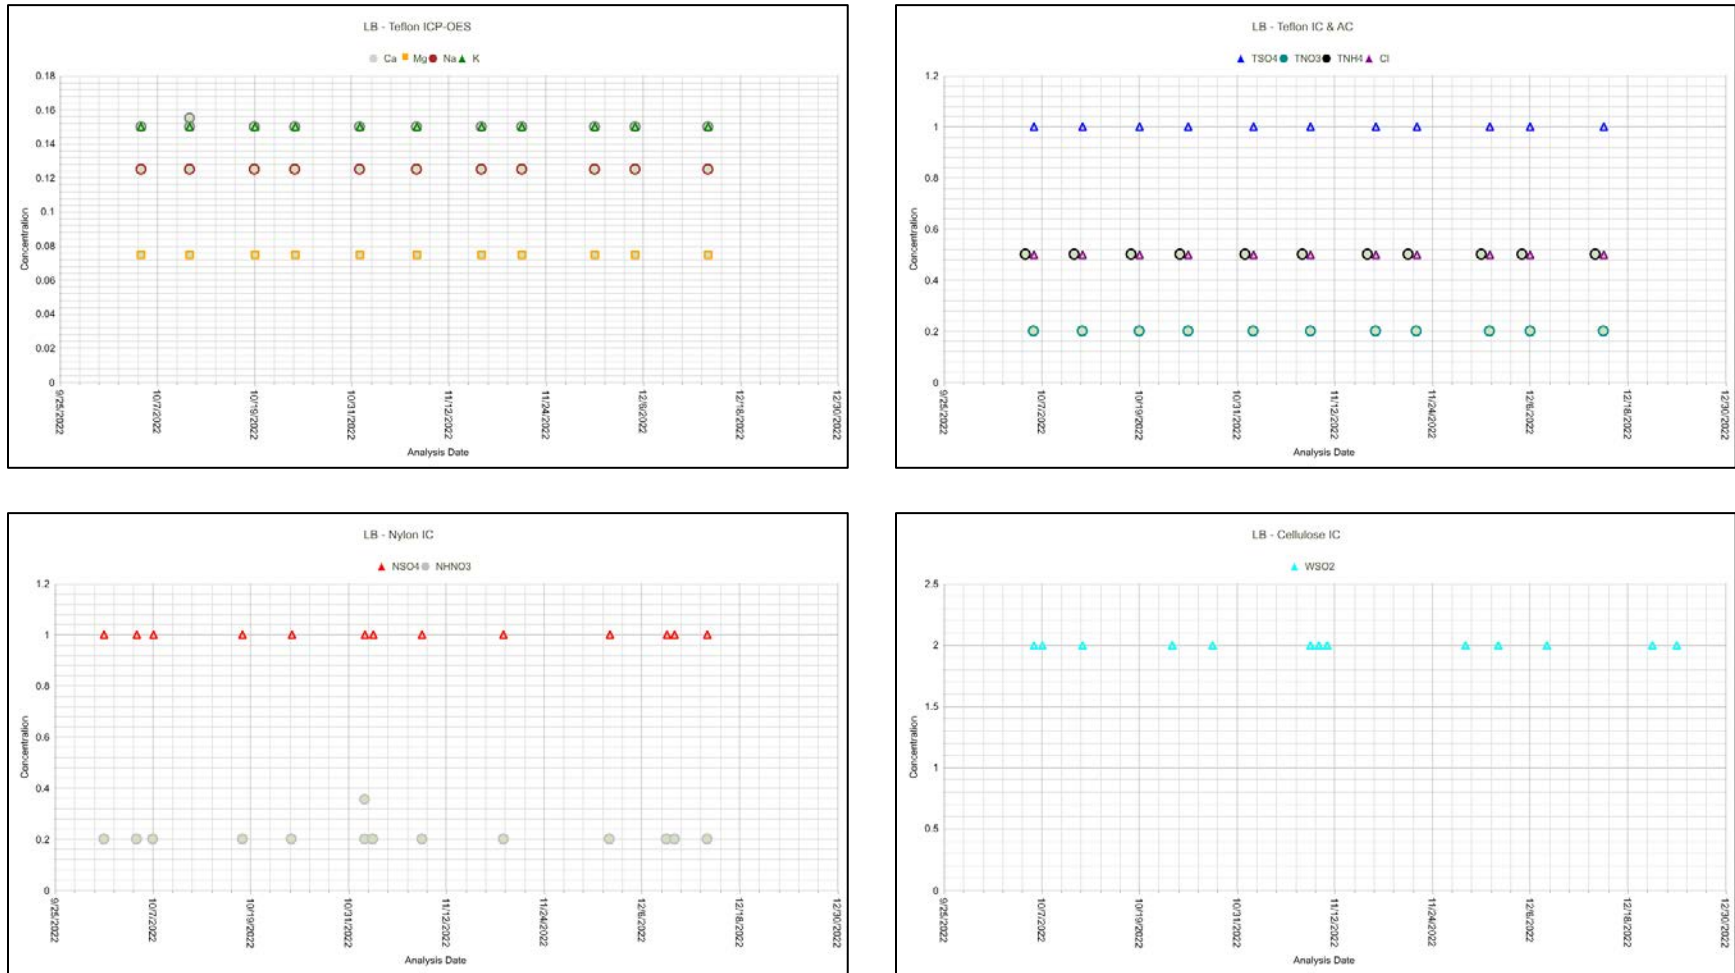 LB - Teflon ICP-OES
Ca Mg Na K
0.18
0.16
0.14
0.12
0.1
0.08
0.06
0.04
0.02
0
Concentration
9/25/2022 10/7/2022 10/19/2022 10/31/2022 11/12/2022 11/24/2022 12/6/2022 12/18/2022 12/30/2022
Analysis Date
LB - Teflon IC & AC
TSO4 TNO3 TNH4 Cl
1.2
1
0.8
0.6
0.4
0.2
0
Concentration
9/25/2022 10/7/2022 10/19/2022 10/31/2022 11/12/2022 11/24/2022 12/6/2022 12/18/2022 12/30/2022
Analysis Date
LB - Nylon IC
NSO4 NHNO3
1.2
1
0.8
0.6
0.4
0.2
0
Concentration
9/25/2022 10/7/2022 10/19/2022 10/31/2022 11/12/2022 11/24/2022 12/6/2022 12/18/2022 12/30/2022
Analysis Date
LB - Cellulose IC
WSO2
2.5
2
1.5
1
0.5
0
Concentration
9/25/2022 10/7/2022 10/19/2022 10/31/2022 11/12/2022 11/24/2022 12/6/2022 12/18/2022 12/30/2022
Analysis Date